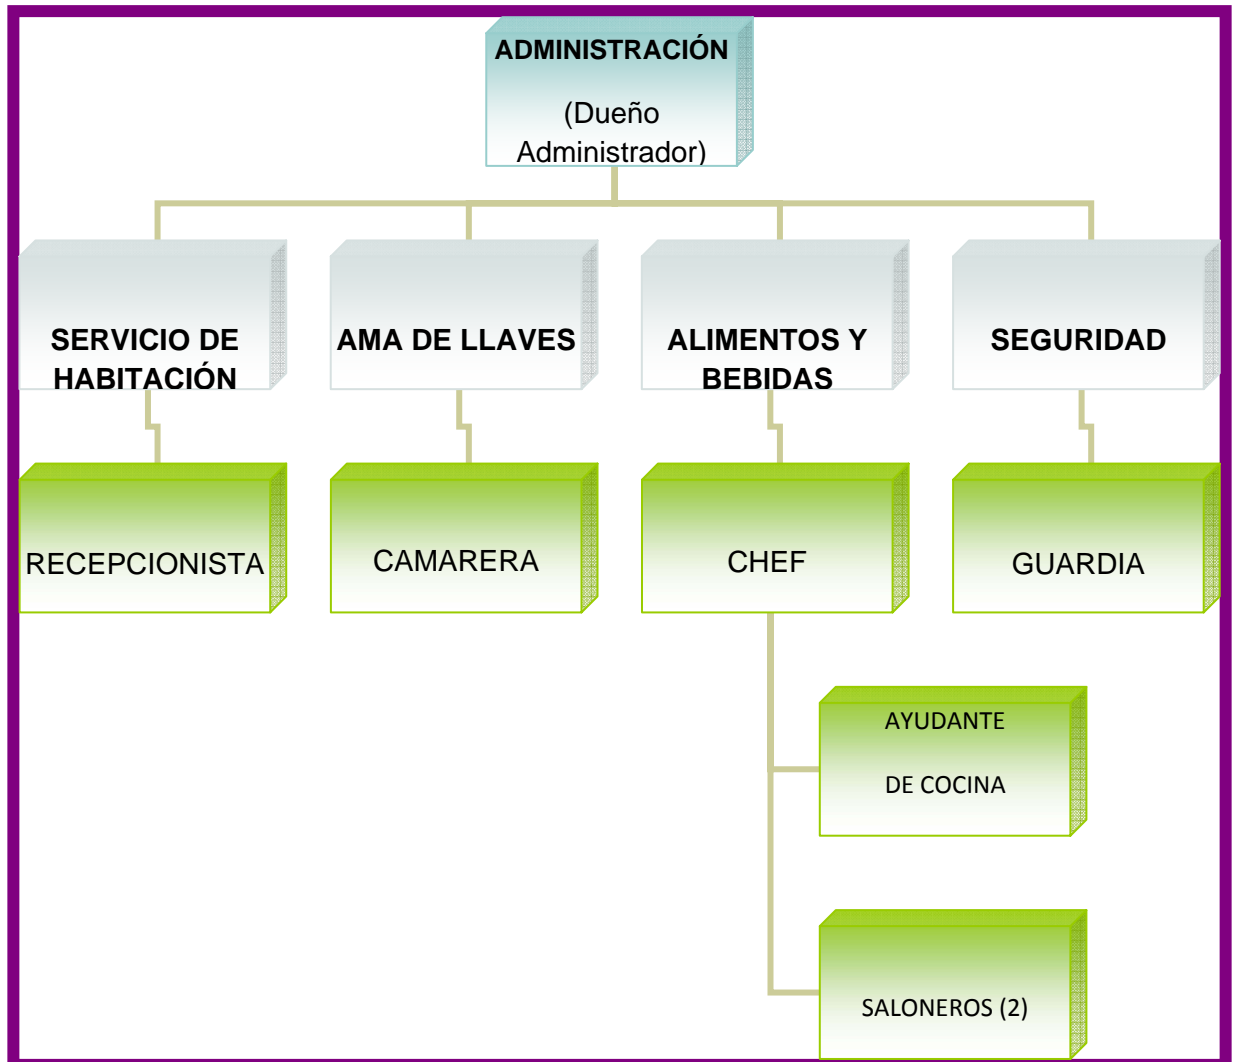 ADMINISTRACIÓN
(Dueño
Administrador)
SERVICIO DE
HABITACIÓN
AMA DE LLAVES
ALIMENTOS Y
BEBIDAS
SEGURIDAD
RECEPCIONISTA
CAMARERA
CHEF
GUARDIA
AYUDANTE
DE COCINA
SALONEROS (2)